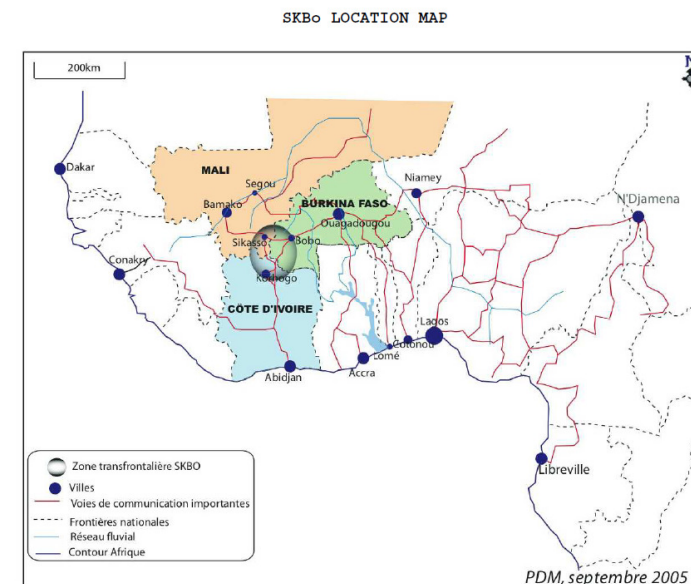 SKBo LOCATION MAP
200km
N
Dakar
MALI
Segou
Bamako
BURKINA FASO
Niamey
N'Djamena
Ouagadougou
Sikasso
Bobo
Conakry
Korhogo
CÔTE D'IVOIRE
Lagos
Cotonou
Lomé
Accra
Abidjan
Libreville
Zone transfrontalière SKBO
Villes
Voies de communication importantes
Frontières nationales
Réseau fluvial
Contour Afrique
PDM, septembre 2005